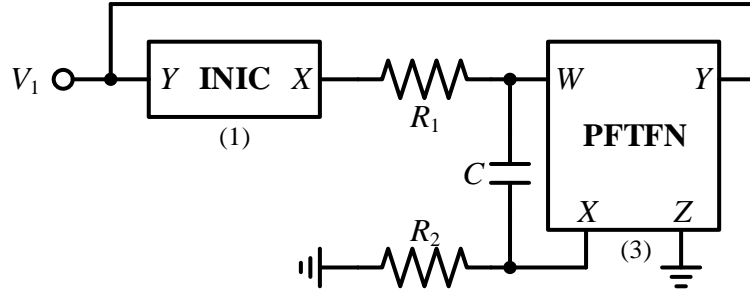 V₁
Y INIC X
(1)
R₁
W Y
PFTFN
C
X Z
R₂
(3)